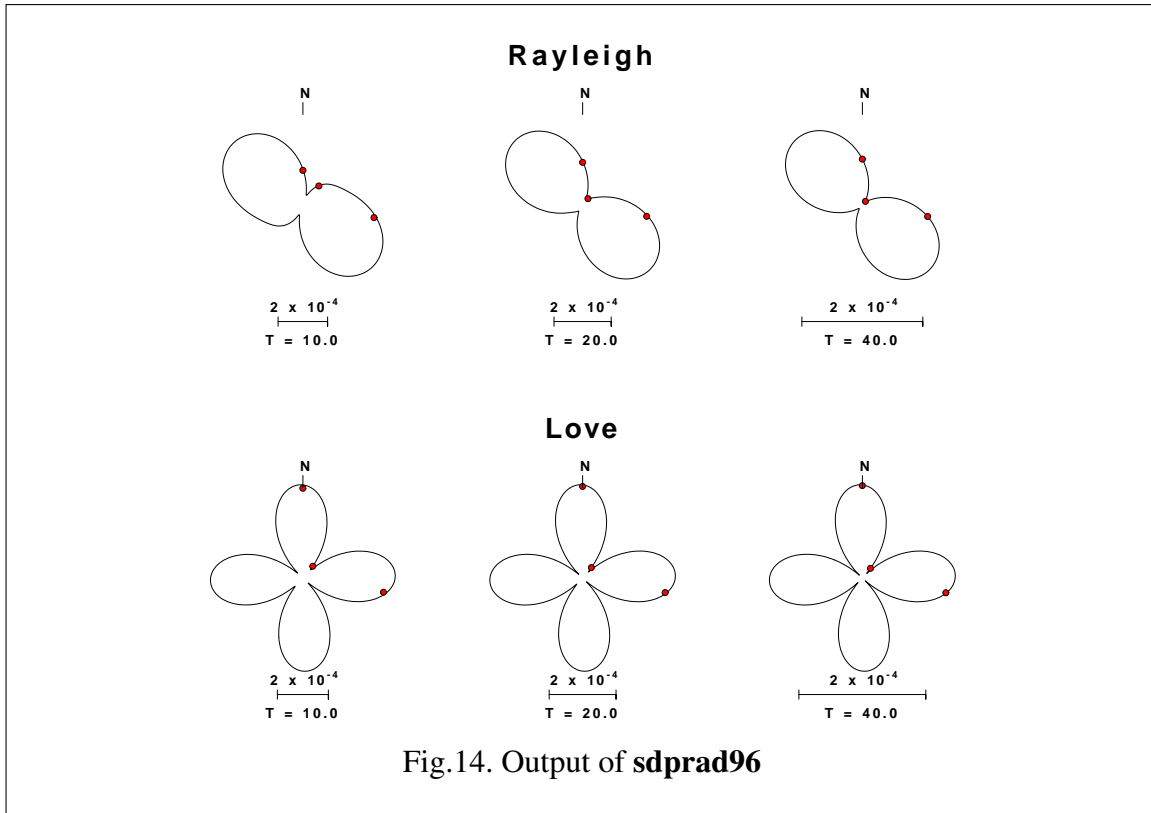 Rayleigh
N N N
2 x 10⁻⁴ 2 x 10⁻⁴ 2 x 10⁻⁴
T = 10.0 T = 20.0 T = 40.0
Love
N N N
2 x 10⁻⁴ 2 x 10⁻⁴ 2 x 10⁻⁴
T = 10.0 T = 20.0 T = 40.0
Fig.14. Output of sdprad96